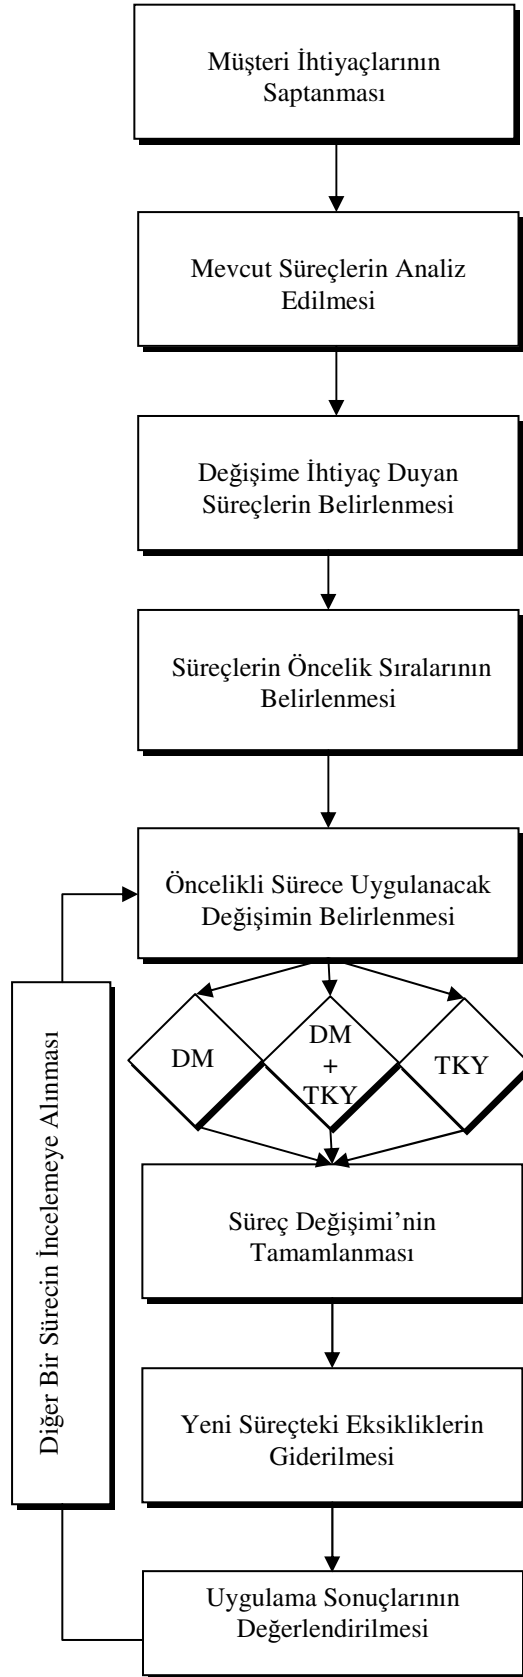 Müşteri İhtiyaçlarının
Saptanması
Mevcut Süreçlerin Analiz
Edilmesi
Değişime İhtiyaç Duyan
Süreçlerin Belirlenmesi
Süreçlerin Öncelik Sıralarının
Belirlenmesi
Öncelikli Sürece Uygulanacak
Değişimin Belirlenmesi
DM
DM
+
TKY
TKY
Süreç Değişimi’nin
Tamamlanması
Yeni Süreçteki Eksikliklerin
Giderilmesi
Uygulama Sonuçlarının
Değerlendirilmesi
Diğer Bir Sürecin İncelemeye Alınması